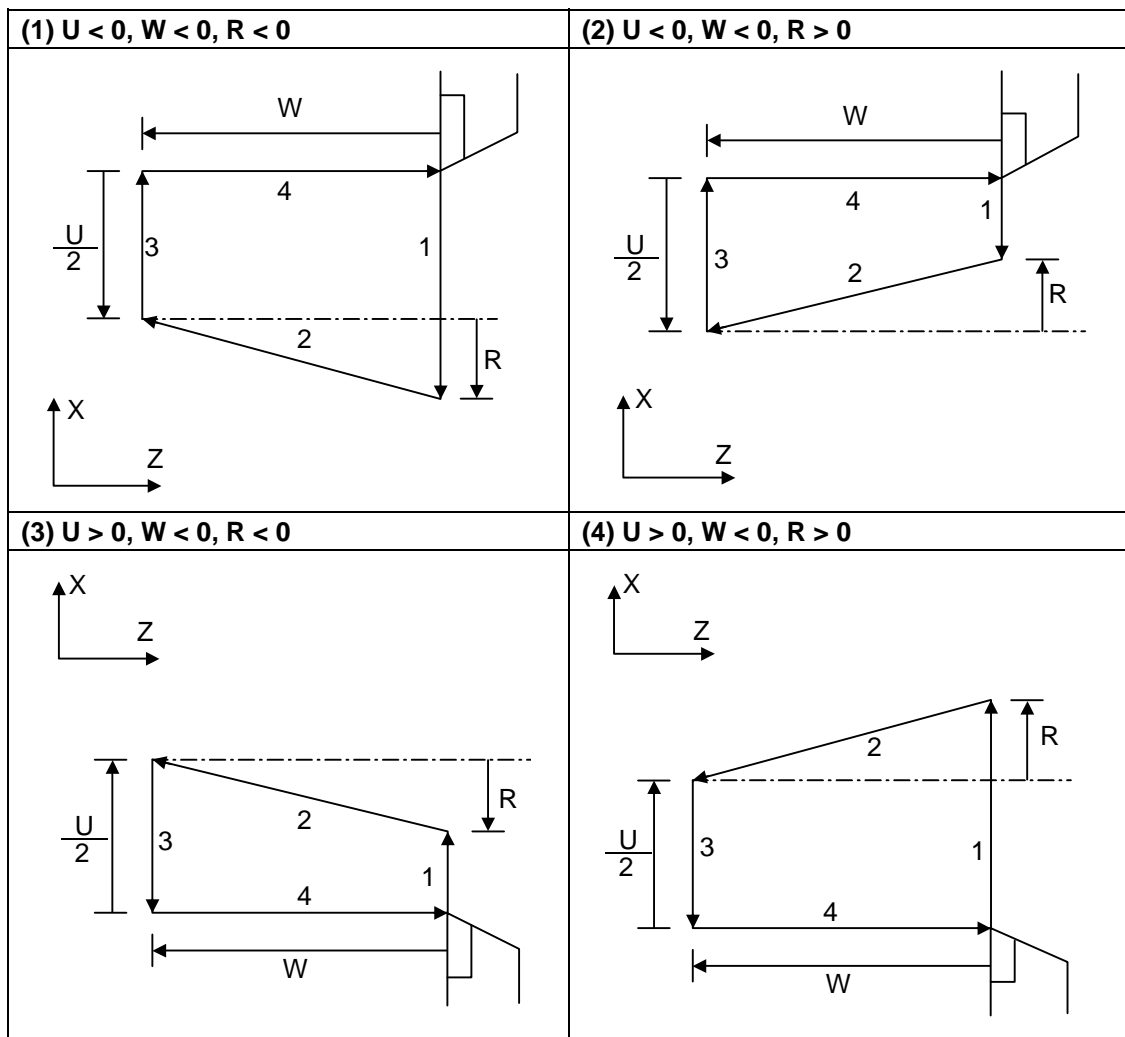 (1) U < 0, W < 0, R < 0
W
4
U
2
3
1
2
R
X
Z
(2) U < 0, W < 0, R > 0
W
4
1
U
2
3
2
R
X
Z
(3) U > 0, W < 0, R < 0
X
Z
R
2
U
2
3
1
4
W
(4) U > 0, W < 0, R > 0
X
Z
R
2
U
2
3
1
4
W